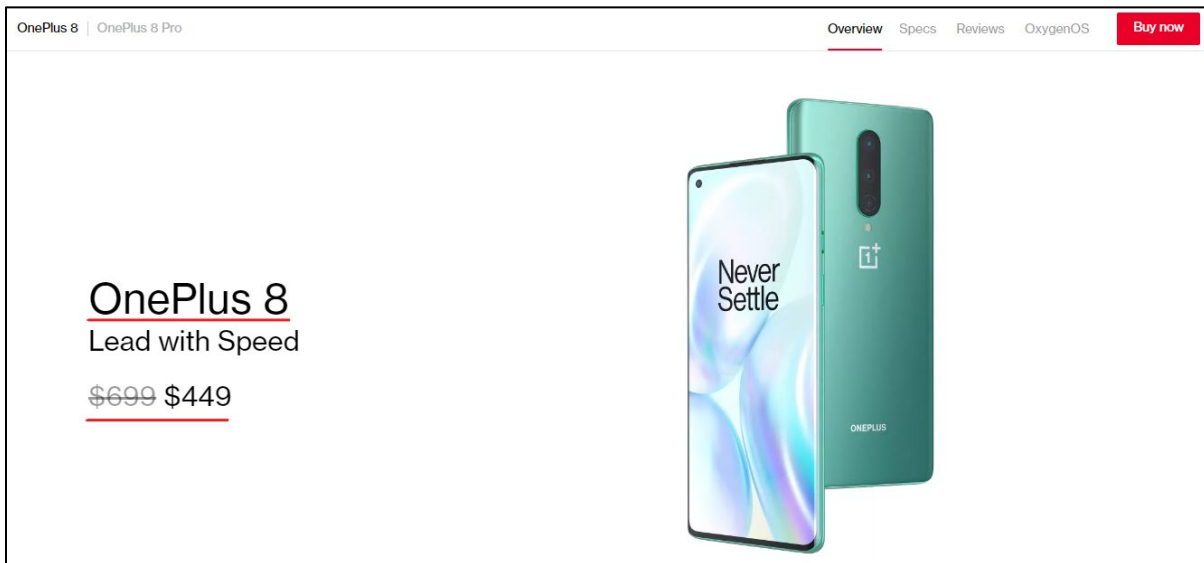 OnePlus 8 | OnePlus 8 Pro Overview Specs Reviews OxygenOS Buy now
Never
Settle
1+
ONEPLUS
OnePlus 8
Lead with Speed
$699 $449